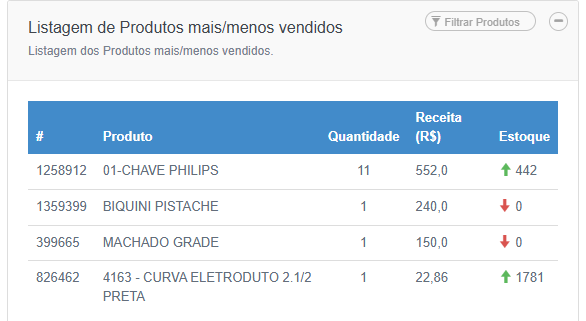 Listagem de Produtos mais/menos vendidos
Filtrar Produtos
Listagem dos Produtos mais/menos vendidos.
# Produto Quantidade Receita (R$) Estoque
1258912 01-CHAVE PHILIPS 11 552,0 442
1359399 BIQUINI PISTACHE 1 240,0 0
399665 MACHADO GRADE 1 150,0 0
826462 4163 - CURVA ELETRODUTO 2.1/2 1 22,86 1781
PRETA